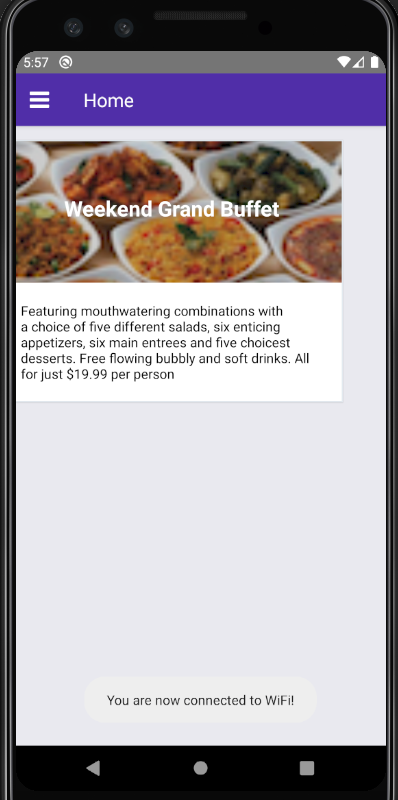 5:57
Home
Weekend Grand Buffet
Featuring mouthwatering combinations with
a choice of five different salads, six enticing
appetizers, six main entrees and five choicest
desserts. Free flowing bubbly and soft drinks. All
for just $19.99 per person
You are now connected to WiFi!